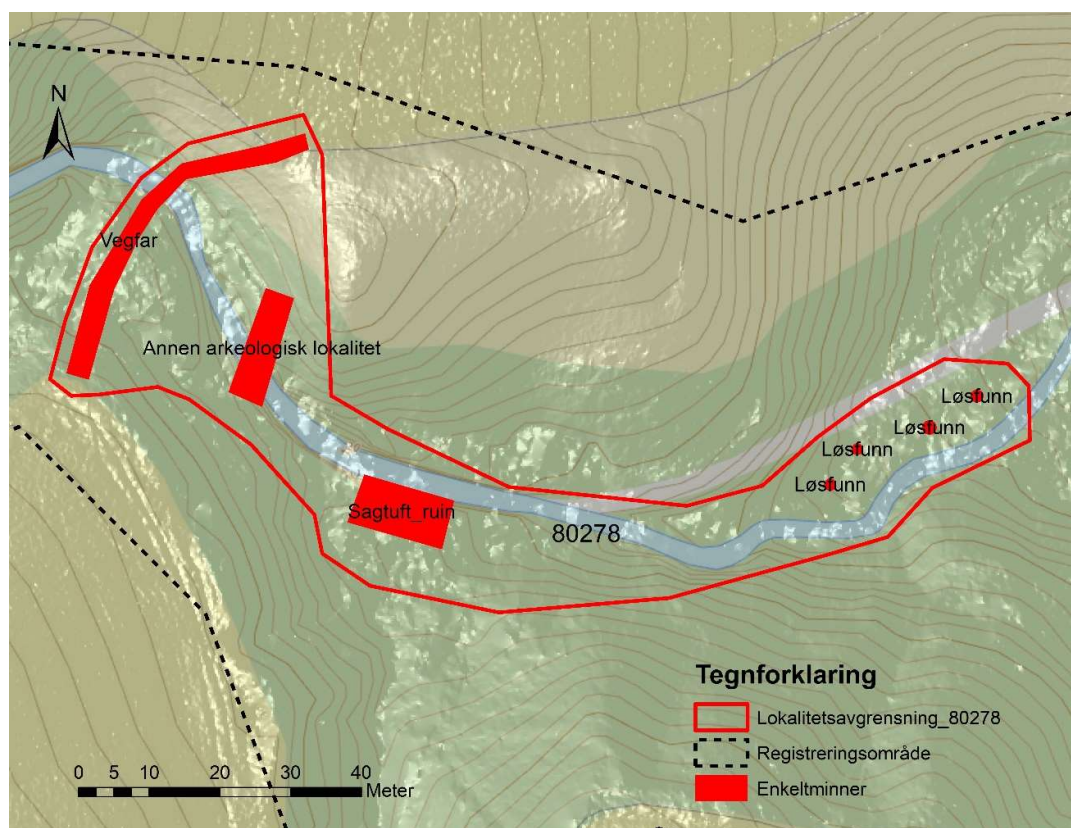 N
Vegfar
Annen arkeologisk lokalitet
Løsfunn
Løsfunn
Løsfunn
Løsfunn
Sagtuft_ruin
80278
Tegnforklaring
Lokalitetsavgrensning_80278
Registreringsområde
Enkeltminner
0 5 10 20 30 40
Meter